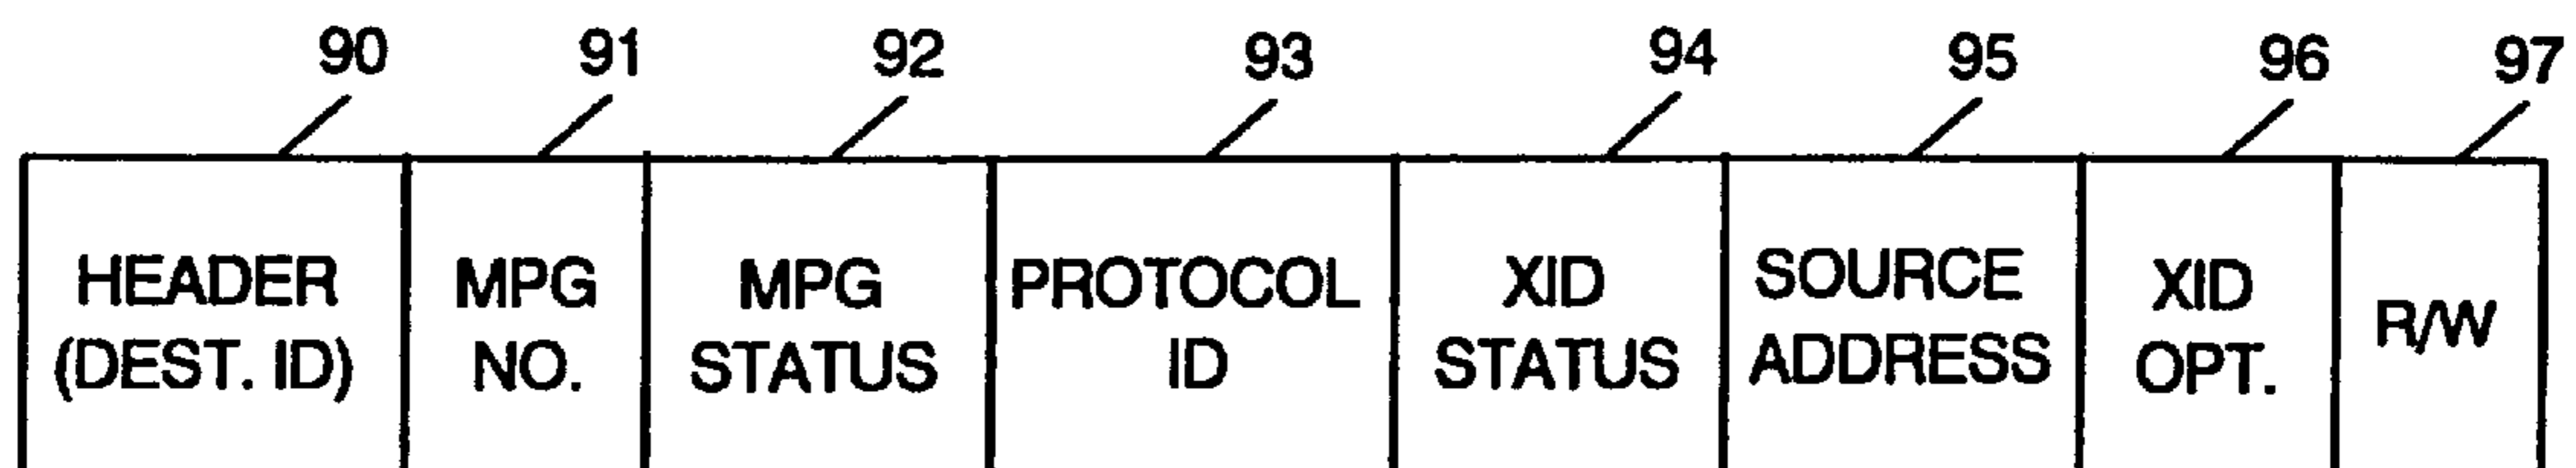 90 91 92 93 94 95 96 97
HEADER (DEST. ID)
MPG NO.
MPG STATUS
PROTOCOL ID
XID STATUS
SOURCE ADDRESS
XID OPT.
R/W